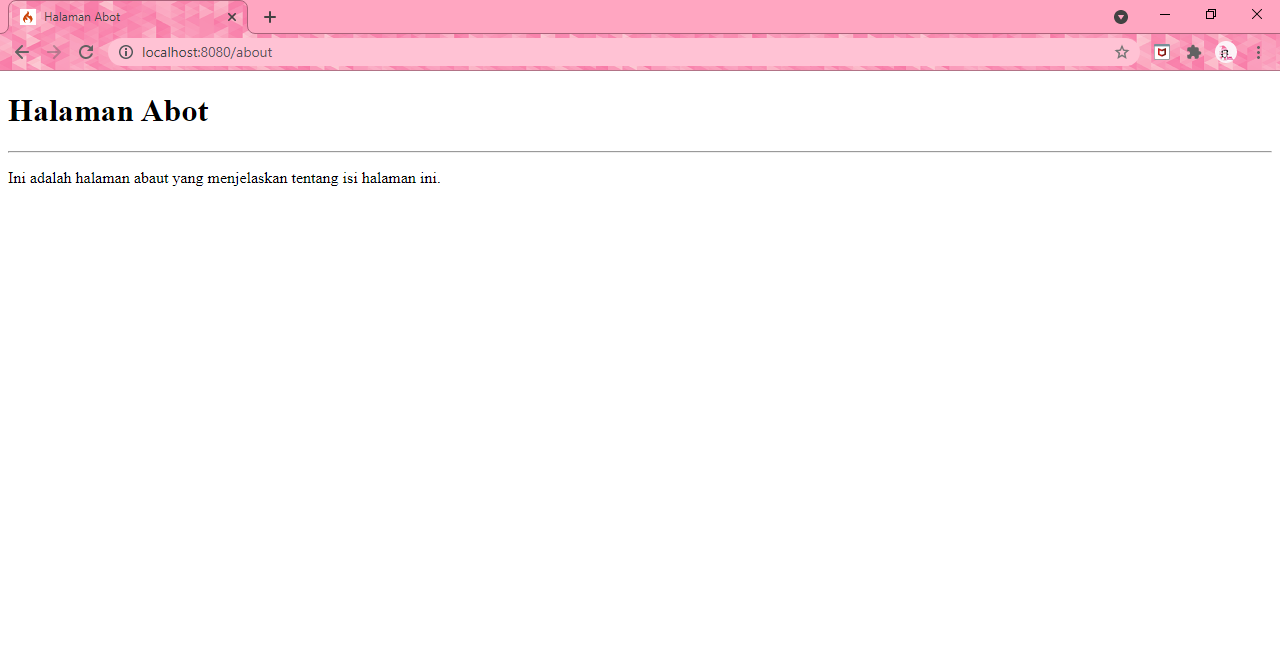 Halaman Abot
localhost:8080/about
Halaman Abot
Ini adalah halaman abaut yang menjelaskan tentang isi halaman ini.